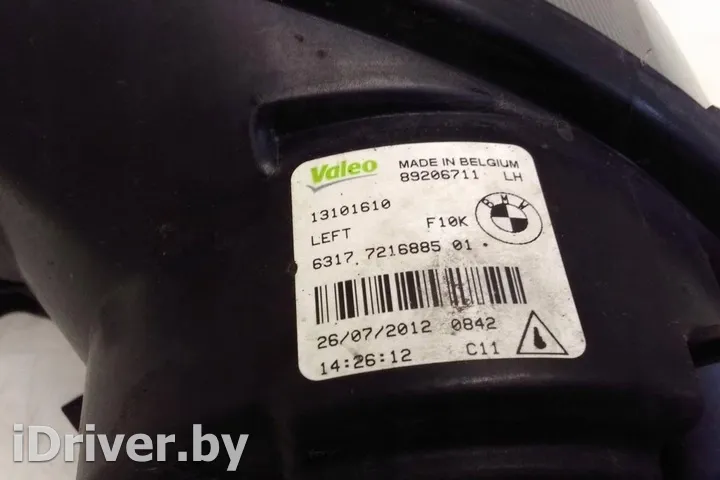 Valeo MADE IN BELGIUM
89206711 LH
13101610
LEFT F10K BMW
6317.7216885 01
26/07/2012 0842
14:26:12 C11
iDriver.by